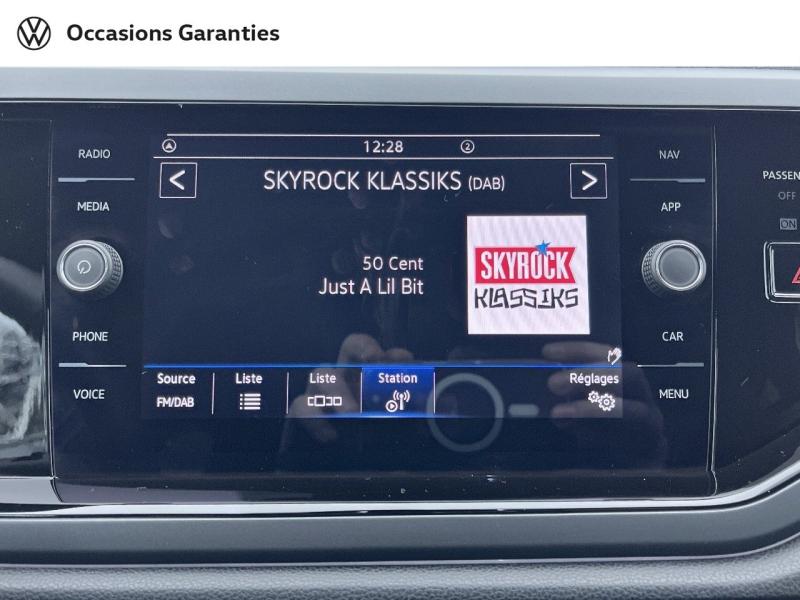 Occasions Garanties
RADIO
MEDIA
PHONE
VOICE
12:28
2
SKYROCK KLASSIKS (DAB)
50 Cent
Just A Lil Bit
SKYROCK
KLASSIKS
Source
FM/DAB
Liste
Liste
Station
Réglages
NAV
APP
CAR
MENU
OFF
ON